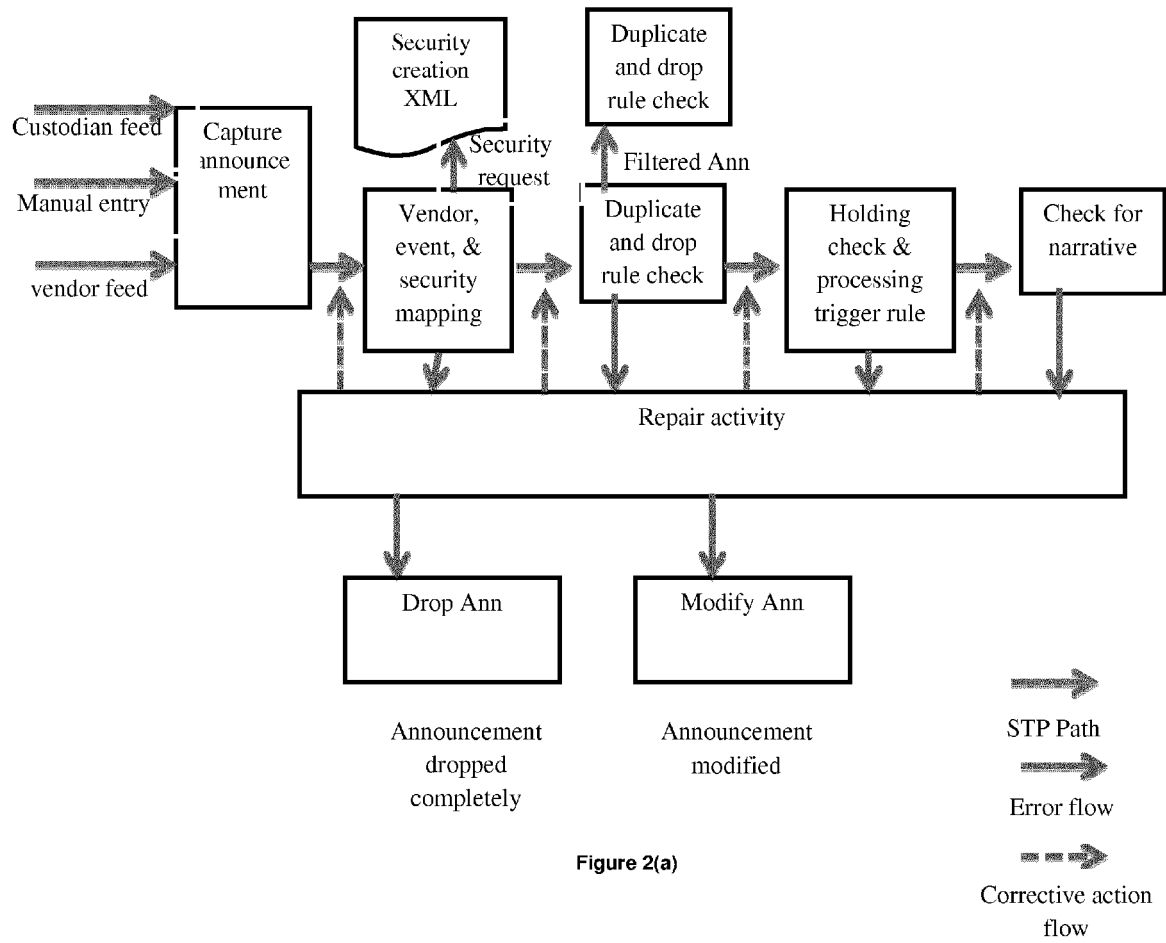 Custodian feed
Manual entry
vendor feed
Capture
announce
ment
Security
creation
XML
Security
request
Vendor,
event, &
security
mapping
Duplicate
and drop
rule check
Filtered Ann
Duplicate
and drop
rule check
Holding
check &
processing
trigger rule
Check for
narrative
Repair activity
Drop Ann
Modify Ann
Announcement
dropped
completely
Announcement
modified
STP Path
Error flow
Corrective action
flow
Figure 2(a)